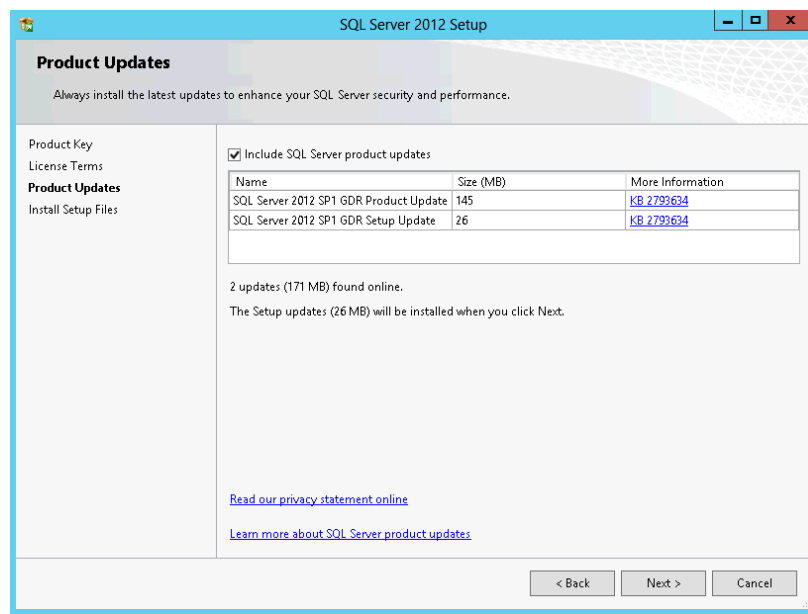 SQL Server 2012 Setup
Product Updates
Always install the latest updates to enhance your SQL Server security and performance.
Product Key
License Terms
Product Updates
Install Setup Files
Include SQL Server product updates
Name Size (MB) More Information
SQL Server 2012 SP1 GDR Product Update 145 KB 2793634
SQL Server 2012 SP1 GDR Setup Update 26 KB 2793634
2 updates (171 MB) found online.
The Setup updates (26 MB) will be installed when you click Next.
Read our privacy statement online
Learn more about SQL Server product updates
< Back Next > Cancel